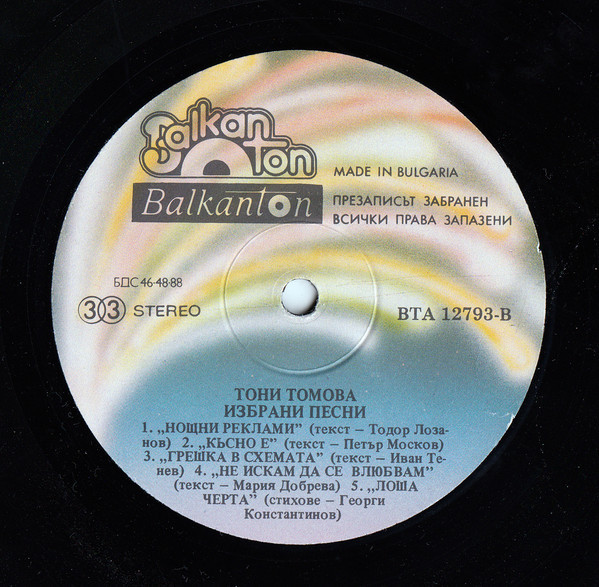 Balkan
ton
Balkanton
MADE IN BULGARIA
ПРЕЗАПИСЪТ ЗАБРАНЕН
ВСИЧКИ ПРАВА ЗАПАЗЕНИ
БДС 46-48-88
33 STEREO
ВТА 12793-В
ТОНИ ТОМОВА
ИЗБРАНИ ПЕСНИ
1. „НОЩНИ РЕКЛАМИ” (текст – Тодор Лоза-
нов) 2. „КЪСНО Е” (текст – Петър Москов)
3. „ГРЕШКА В СХЕМАТА” (текст – Иван Те-
нев) 4. „НЕ ИСКАМ ДА СЕ ВЛЮБВАМ”
(текст – Мария Добрева) 5. „ЛОША
ЧЕРТА” (стихове – Георги
Константинов)